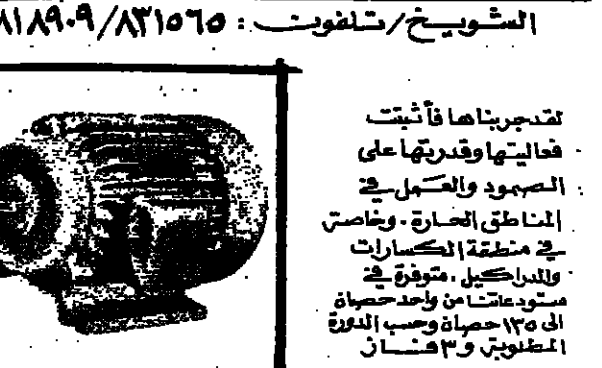 الشويخ/تلفون: ٨١٨٩٠٩/٨٣١٥٦٥
لقد جربناها فأثبتت
فعاليتها وقدرتها على
الصمود والعمل في
المناطق الحارة. وخاصة
في منطقة الكسارات
والدراكيل. متوفرة في
مستودعاتنا من واحد حصان
الى ١٣٥ حصان وحسب الدورة
المطلوبة و٣ فاز